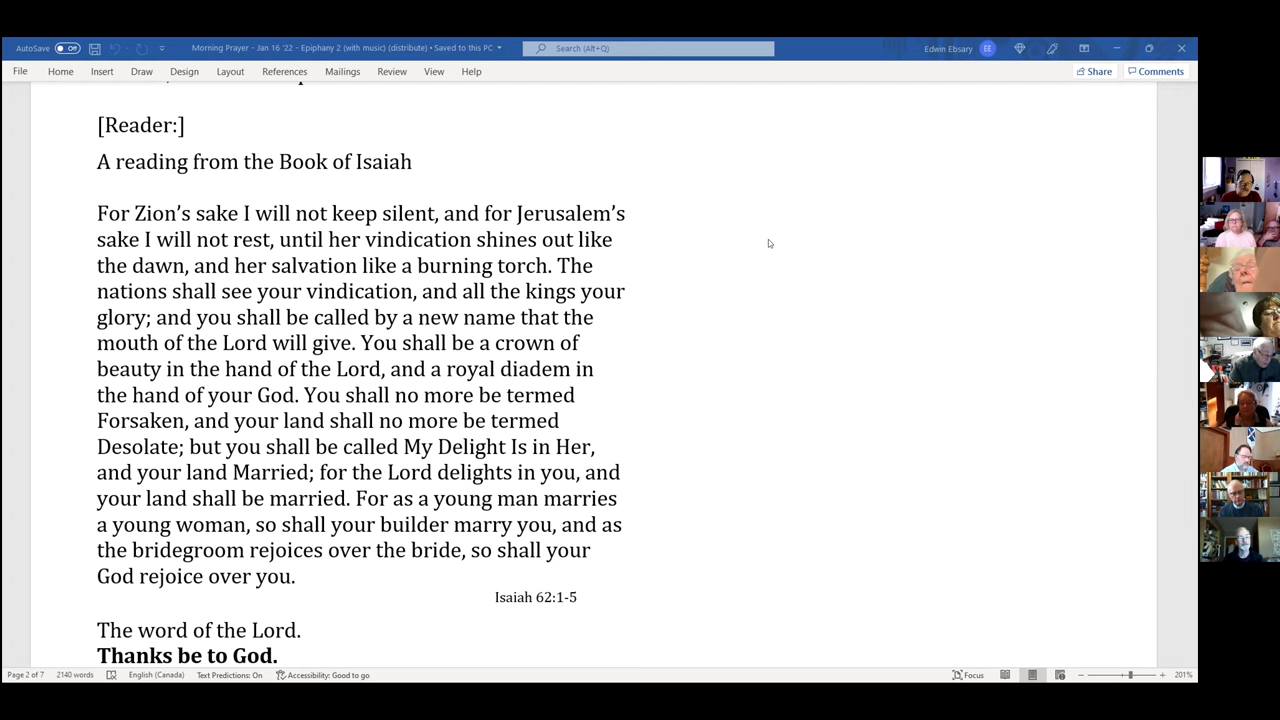 AutoSave Off Morning Prayer - Jan 16 '22 - Epiphany 2 (with music) (distribute) • Saved to this PC Search (Alt+Q) Edwin Ebsary EE
File Home Insert Draw Design Layout References Mailings Review View Help Share Comments
[Reader:]
A reading from the Book of Isaiah
For Zion’s sake I will not keep silent, and for Jerusalem’s
sake I will not rest, until her vindication shines out like
the dawn, and her salvation like a burning torch. The
nations shall see your vindication, and all the kings your
glory; and you shall be called by a new name that the
mouth of the Lord will give. You shall be a crown of
beauty in the hand of the Lord, and a royal diadem in
the hand of your God. You shall no more be termed
Forsaken, and your land shall no more be termed
Desolate; but you shall be called My Delight Is in Her,
and your land Married; for the Lord delights in you, and
your land shall be married. For as a young man marries
a young woman, so shall your builder marry you, and as
the bridegroom rejoices over the bride, so shall your
God rejoice over you.
Isaiah 62:1-5
The word of the Lord.
Thanks be to God.
Page 2 of 7 2140 words English (Canada) Text Predictions: On Accessibility: Good to go Focus 201%